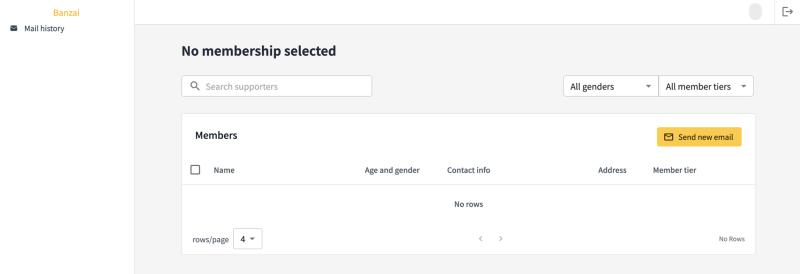 Banzai
Mail history
No membership selected
Search supporters
All genders
All member tiers
Members
Send new email
Name
Age and gender
Contact info
Address
Member tier
No rows
rows/page
4
No Rows